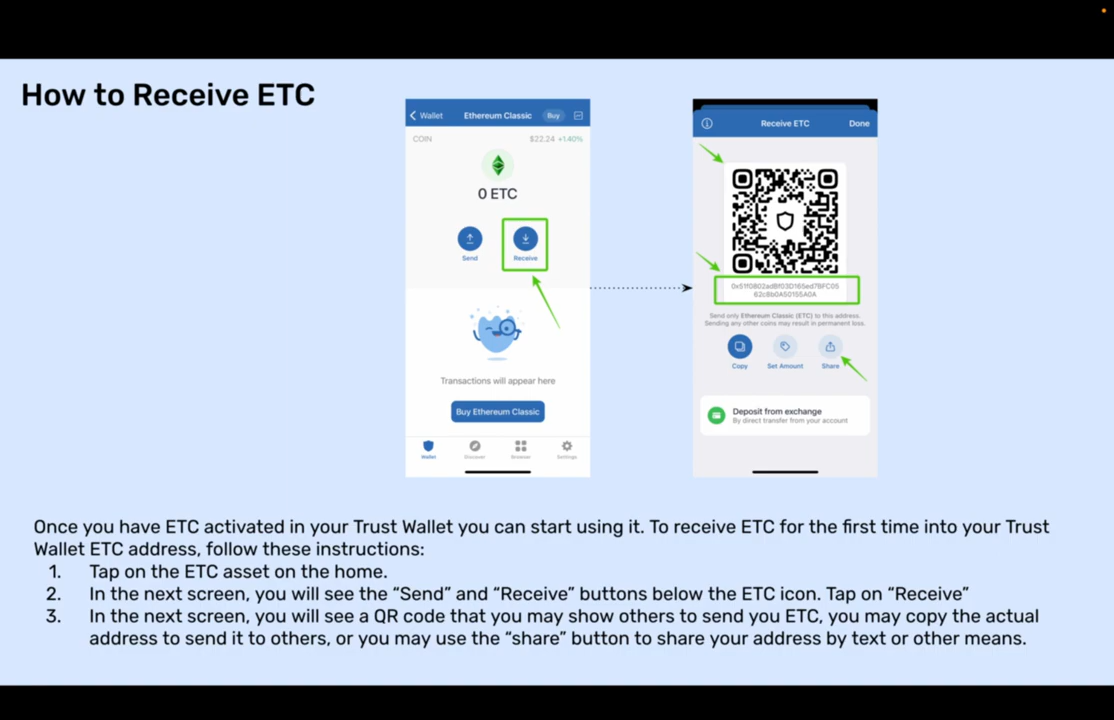 How to Receive ETC
Wallet Ethereum Classic Buy
COIN $22.24 +1.40%
0 ETC
Send Receive
Transactions will appear here
Buy Ethereum Classic
Wallet Discover Browser Settings
Receive ETC Done
0x51f0802adBf03D165ed7BFC05
62c8b0A50155A0A
Send only Ethereum Classic (ETC) to this address.
Sending any other coins may result in permanent loss.
Copy Set Amount Share
Deposit from exchange
By direct transfer from your account
Once you have ETC activated in your Trust Wallet you can start using it. To receive ETC for the first time into your Trust
Wallet ETC address, follow these instructions:
1. Tap on the ETC asset on the home.
2. In the next screen, you will see the “Send” and “Receive” buttons below the ETC icon. Tap on “Receive”
3. In the next screen, you will see a QR code that you may show others to send you ETC, you may copy the actual
address to send it to others, or you may use the “share” button to share your address by text or other means.